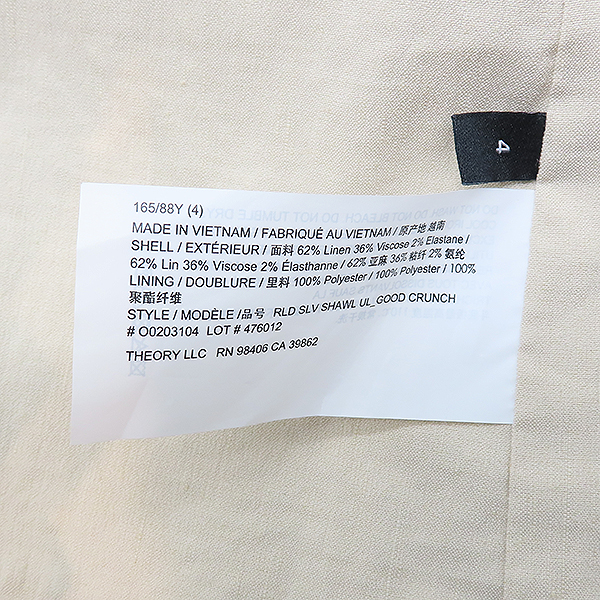 4
165/88Y (4)
MADE IN VIETNAM / FABRIQUÉ AU VIETNAM / 原产地 越南
SHELL / EXTÉRIEUR / 面料 62% Linen 36% Viscose 2% Elastane /
62% Lin 36% Viscose 2% Élasthanne / 62% 亚麻 36% 粘纤 2% 氨纶
LINING / DOUBLURE / 里料 100% Polyester / 100% Polyester / 100%
聚酯纤维
STYLE / MODÈLE /品号 RLD SLV SHAWL UL_GOOD CRUNCH
# O0203104 LOT # 476012
THEORY LLC RN 98406 CA 39862